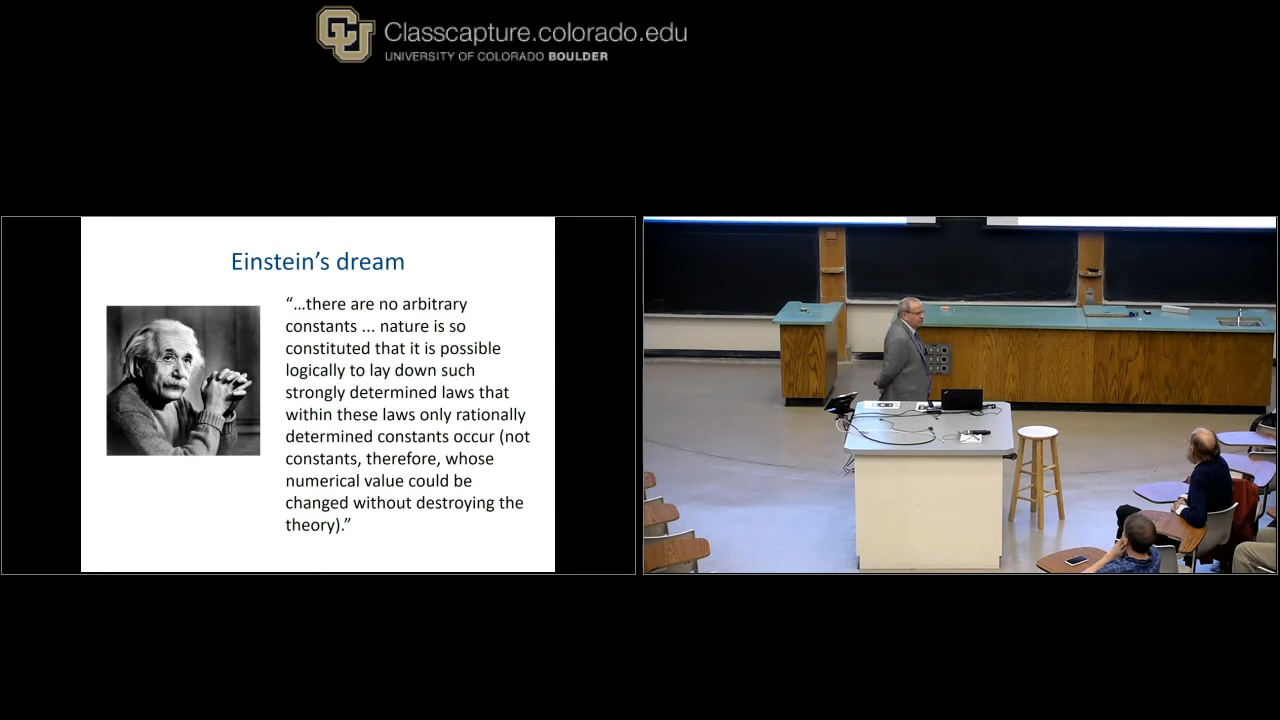 CU
Classcapture.colorado.edu
UNIVERSITY OF COLORADO BOULDER
Einstein’s dream
“…there are no arbitrary
constants ... nature is so
constituted that it is possible
logically to lay down such
strongly determined laws that
within these laws only rationally
determined constants occur (not
constants, therefore, whose
numerical value could be
changed without destroying the
theory).”